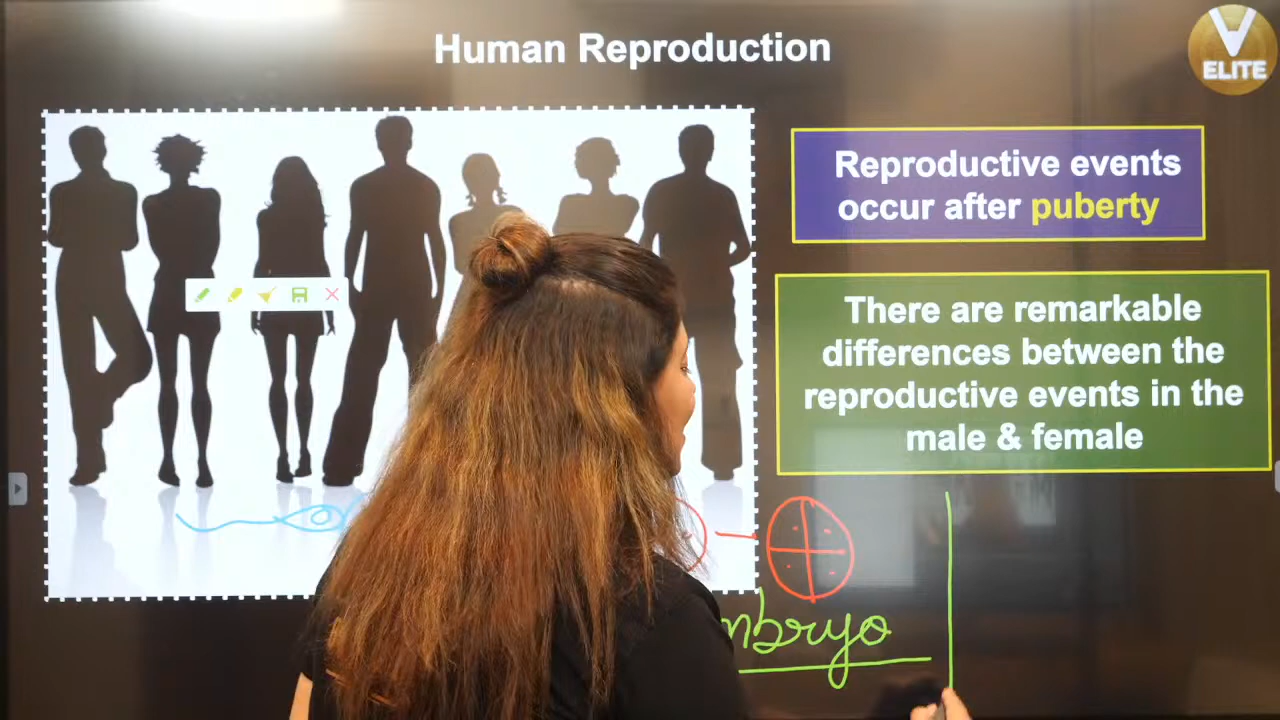 Human Reproduction
V
ELITE
Reproductive events
occur after puberty
There are remarkable
differences between the
reproductive events in the
male & female